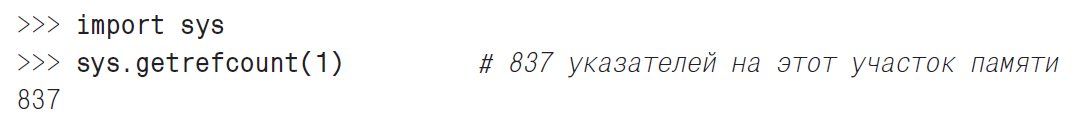 >>> import sys
>>> sys.getrefcount(1) # 837 указателей на этот участок памяти
837